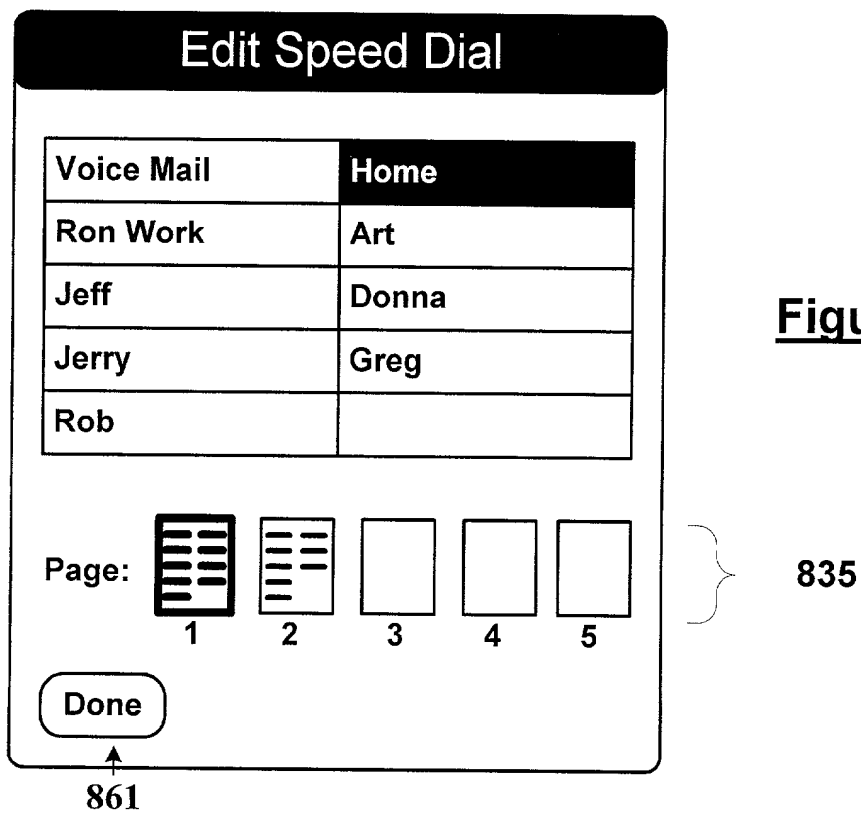 Edit Speed Dial
Voice Mail Home
Ron Work Art
Jeff Donna
Jerry Greg
Rob
Figu
Page:
1 2 3 4 5
835
Done
861